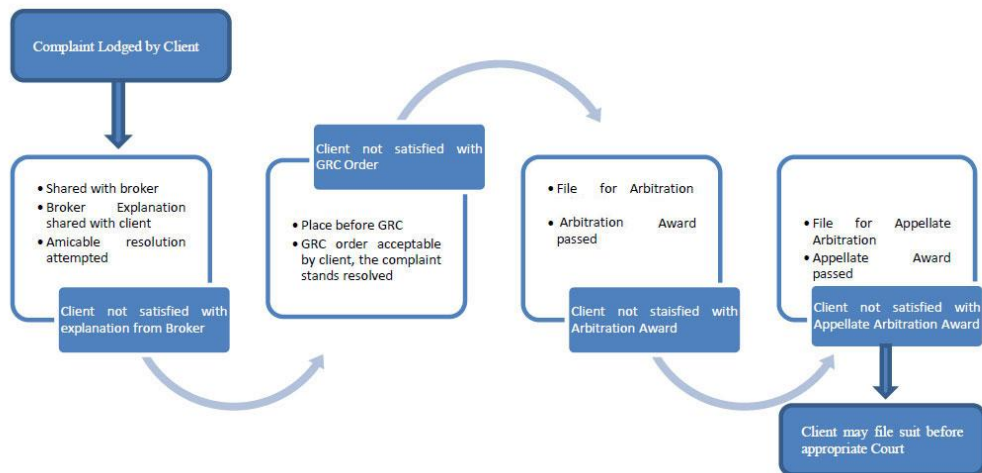 Complaint Lodged by Client
• Shared with broker
• Broker Explanation
shared with client
• Amicable resolution
attempted
Client not satisfied with
explanation from Broker
Client not satisfied with
GRC Order
• Place before GRC
• GRC order acceptable
by client, the complaint
stands resolved
• File for Arbitration
• Arbitration Award
passed
Client not staisfied with
Arbitration Award
• File for Appellate
Arbitration
• Appellate Award
passed
Client not satisfied with
Appellate Arbitration Award
Client may file suit before
appropriate Court